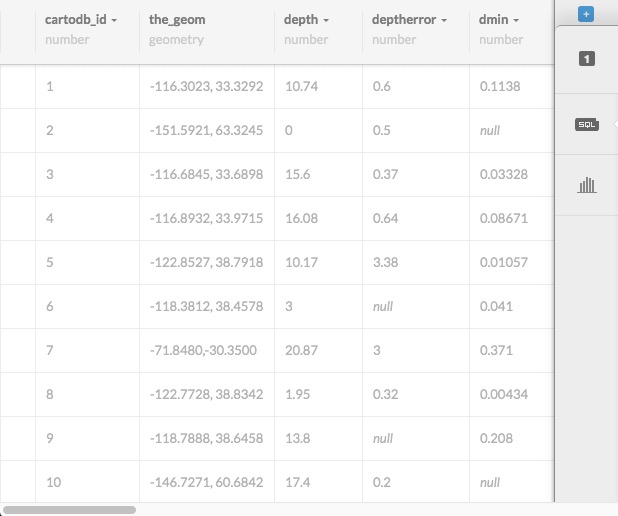 cartodb_id the_geom depth deptherror dmin
number geometry number number number
1 -116.3023, 33.3292 10.74 0.6 0.1138
2 -151.5921, 63.3245 0 0.5 null
3 -116.6845, 33.6898 15.6 0.37 0.03328
4 -116.8932, 33.9715 16.08 0.64 0.08671
5 -122.8527, 38.7918 10.17 3.38 0.01057
6 -118.3812, 38.4578 3 null 0.041
7 -71.8480,-30.3500 20.87 3 0.371
8 -122.7728, 38.8342 1.95 0.32 0.00434
9 -118.7888, 38.6458 13.8 null 0.208
10 -146.7271, 60.6842 17.4 0.2 null
+
1
SQL